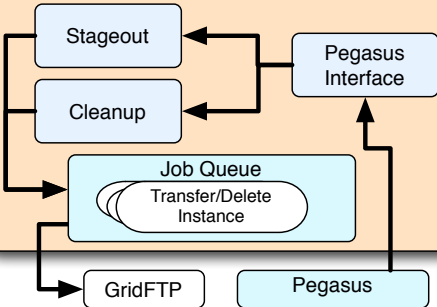 Stageout
Pegasus
Interface
Cleanup
Job Queue
Transfer/Delete
Instance
GridFTP
Pegasus